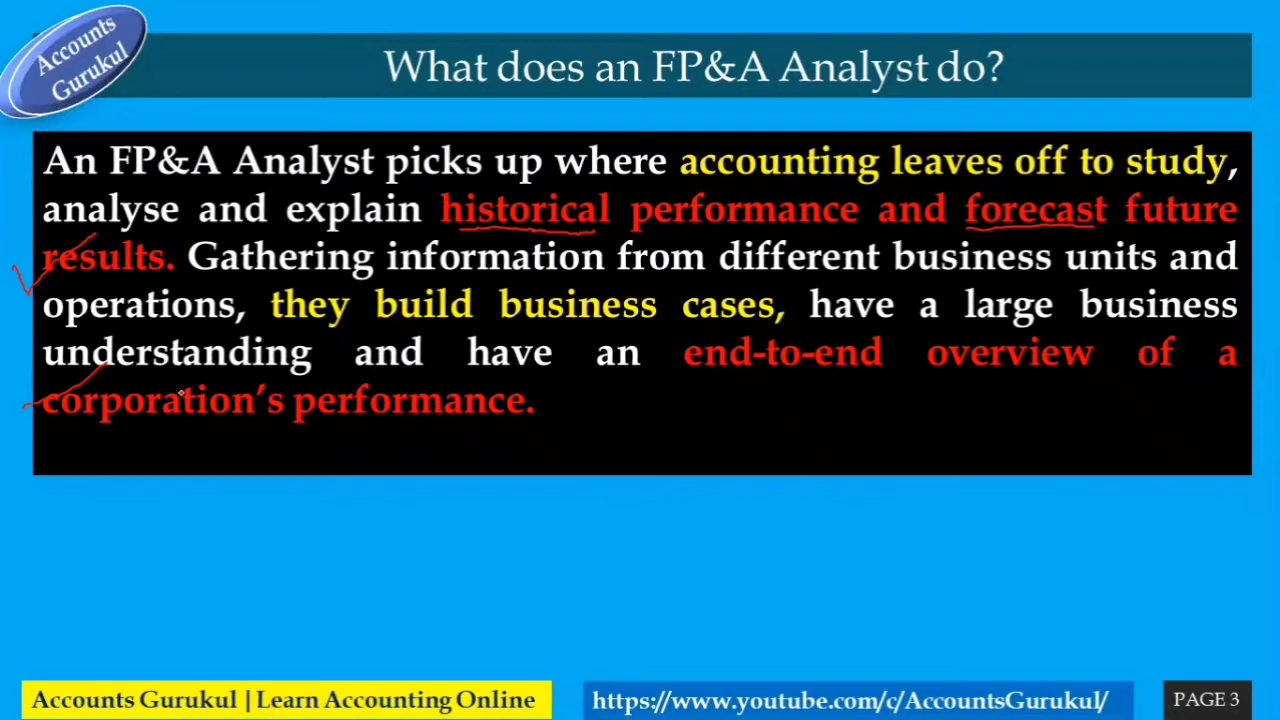 Accounts
Gurukul
What does an FP&A Analyst do?
An FP&A Analyst picks up where accounting leaves off to study,
analyse and explain historical performance and forecast future
results. Gathering information from different business units and
operations, they build business cases, have a large business
understanding and have an end-to-end overview of a
corporation's performance.
Accounts Gurukul |Learn Accounting Online
https://www.youtube.com/c/AccountsGurukul/
PAGE 3